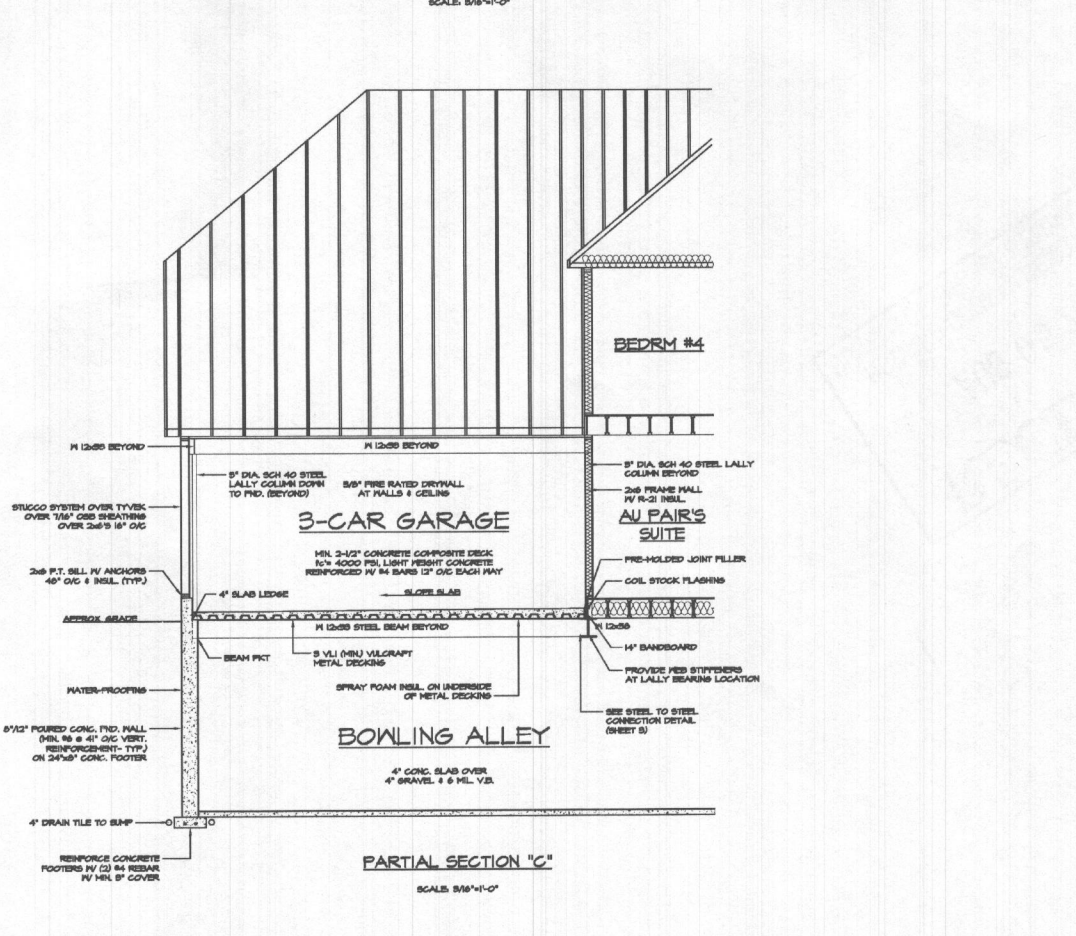 SCALE: 3/16"=1'-0"
BEDRM #4
W 12x58 BEYOND
W 12x58 BEYOND
3" DIA. SCH 40 STEEL
LALLY COLUMN DOWN
TO FND. (BEYOND)
5/8" FIRE RATED DRYWALL
AT WALLS & CEILING
3" DIA. SCH 40 STEEL LALLY
COLUMN BEYOND
2x6 FRAME WALL
W/ R-21 INSUL.
STUCCO SYSTEM OVER TYVEK
OVER 7/16" OSB SHEATHING
OVER 2x6'S 16" O/C
3-CAR GARAGE
AU PAIR'S
SUITE
MIN. 2-1/2" CONCRETE COMPOSITE DECK
f'c= 4000 PSI, LIGHT WEIGHT CONCRETE
REINFORCED W/ #4 BARS 12" O/C EACH WAY
PRE-MOLDED JOINT FILLER
2x6 P.T. SILL W/ ANCHORS
48" O/C & INSUL. (TYP.)
COIL STOCK FLASHING
4" SLAB LEDGE
SLOPE SLAB
APPROX GRADE
W 12x58 STEEL BEAM BEYOND
W 12x58
14" BANDBOARD
BEAM PKT
3 VLI (MIN.) VULCRAFT
METAL DECKING
PROVIDE WEB STIFFENERS
AT LALLY BEARING LOCATION
WATER-PROOFING
SPRAY FOAM INSUL. ON UNDERSIDE
OF METAL DECKING
SEE STEEL TO STEEL
CONNECTION DETAIL
(SHEET 5)
8"/12" POURED CONC. FND. WALL
(MIN. #6 @ 41" O/C VERT.
REINFORCEMENT- TYP.)
ON 24"x8" CONC. FOOTER
BOWLING ALLEY
4" CONC. SLAB OVER
4" GRAVEL & 6 MIL. V.B.
4" DRAIN TILE TO SUMP
REINFORCE CONCRETE
FOOTERS W/ (2) #4 REBAR
W/ MIN. 3" COVER
PARTIAL SECTION "C"
SCALE: 3/16"=1'-0"